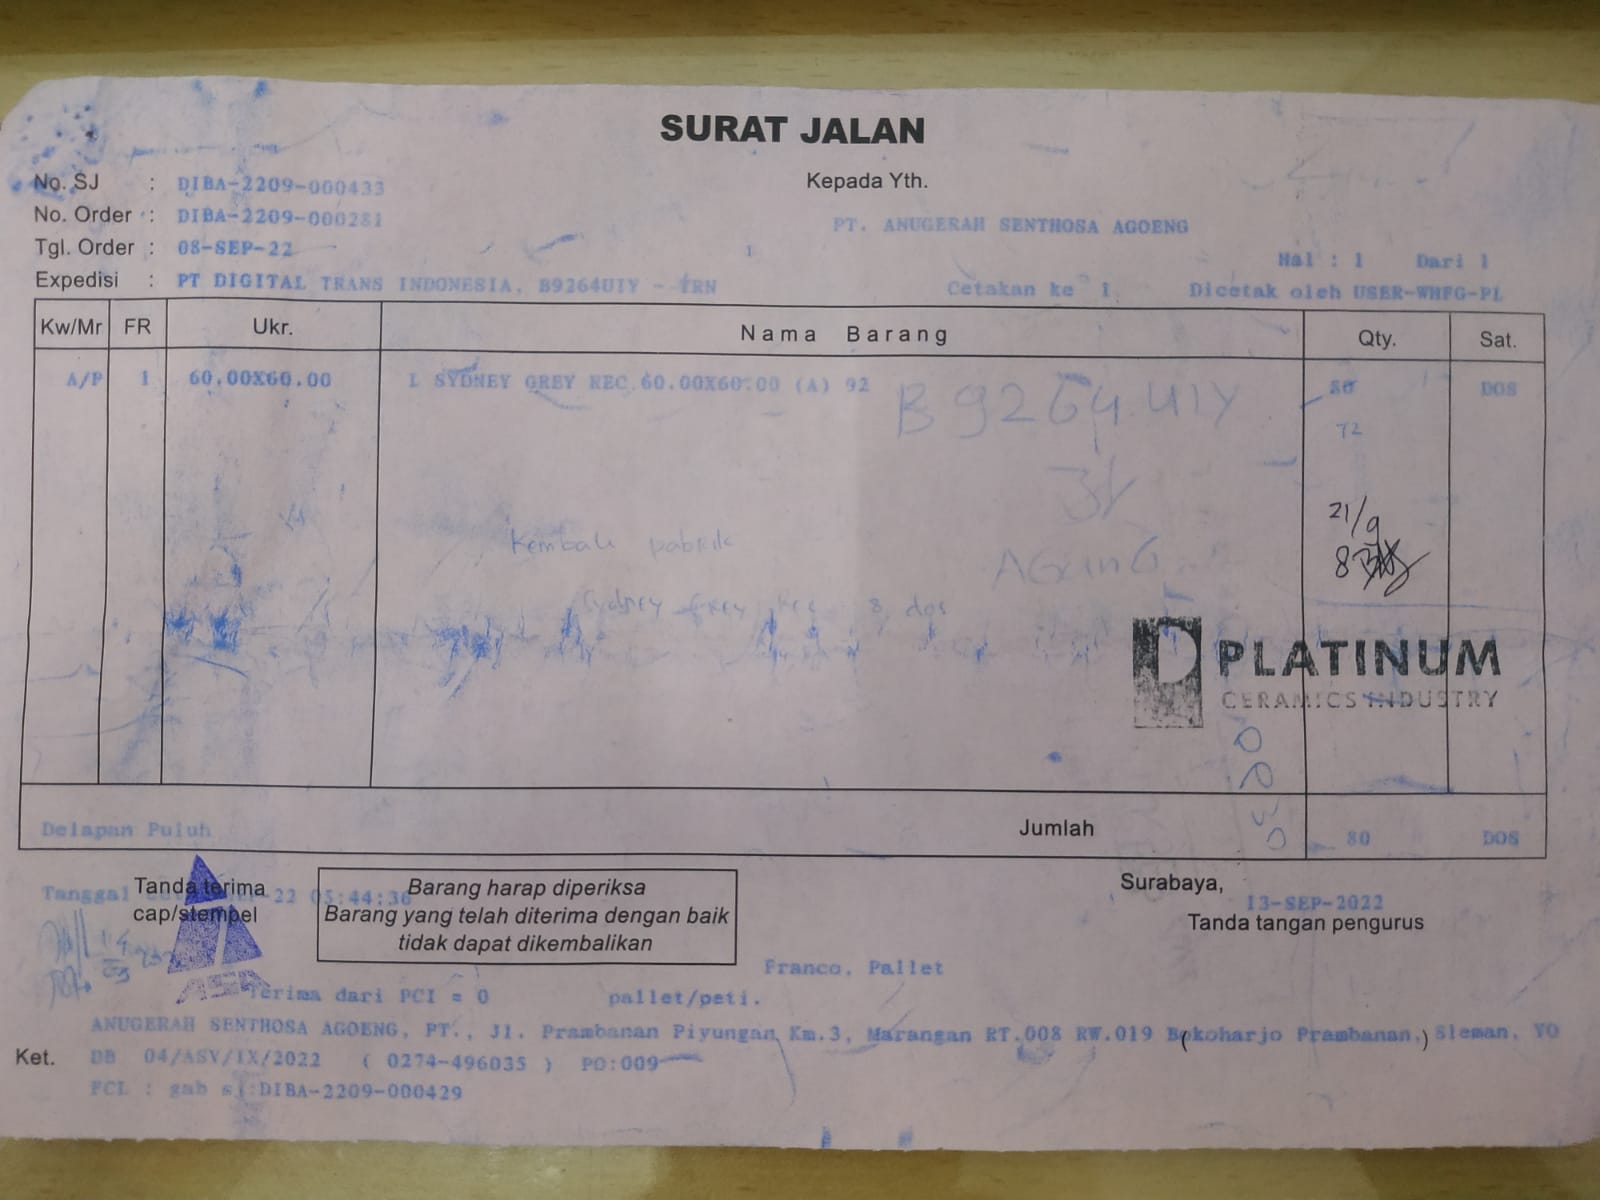 SURAT JALAN
No. SJ : DIBA-2209-000433
Kepada Yth.
No. Order : DIBA-2209-000281
PT. ANUGERAH SENTHOSA AGOENG
Tgl. Order : 08-SEP-22
Hal : 1 Dari 1
Expedisi : PT DIGITAL TRANS INDONESIA, B9264UIY - TRN
Cetakan ke 1 Dicetak oleh USER-WHFG-PL
Kw/Mr FR Ukr. Nama Barang Qty. Sat.
A/P 1 60.00X60.00 L SYDNEY GREY REC 60.00X60.00 (A) 92 80 DOS
B 9264 UIY
72
21/9
8
Kembali pabrik
AGUNG
Sydney Grey Rec 8 dos
PLATINUM
CERAMICS INDUSTRY
Delapan Puluh Jumlah 80 DOS
Tanggal 05:44:36
Tanda terima
cap/stempel
ASA
Barang harap diperiksa
Barang yang telah diterima dengan baik
tidak dapat dikembalikan
Surabaya, 13-SEP-2022
Tanda tangan pengurus
Franco, Pallet
Terima dari PCI = 0 pallet/peti.
ANUGERAH SENTHOSA AGOENG, PT., Jl. Prambanan Piyungan Km.3, Marangan RT.008 RW.019 Bokoharjo Prambanan, Sleman, YO
Ket. DB 04/ASV/IX/2022 ( 0274-496035 ) PO:009
FCL : gab sj:DIBA-2209-000429